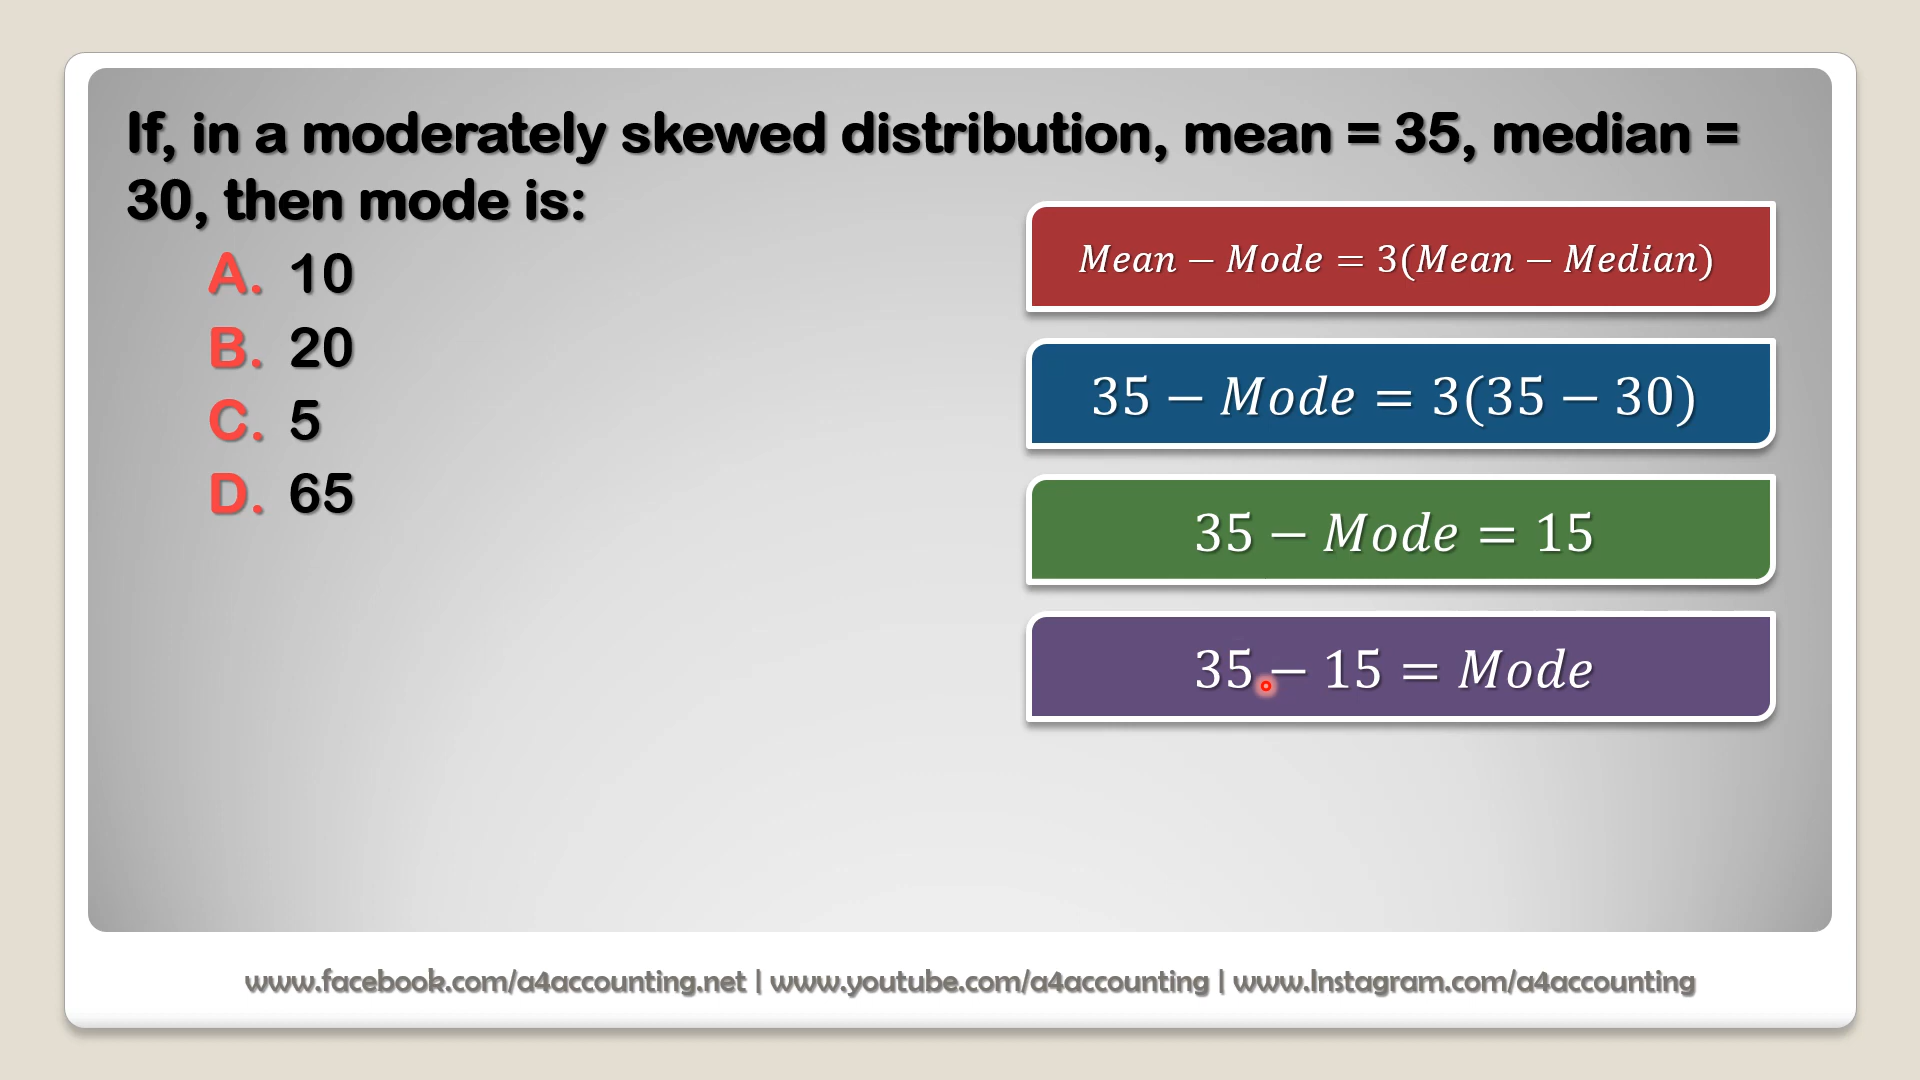 If, in a moderately skewed distribution, mean = 35, median =
30, then mode is:
A. 10
B. 20
C. 5
D. 65
Mean − Mode = 3(Mean − Median)
35 − Mode = 3(35 − 30)
35 − Mode = 15
35 − 15 = Mode
www.facebook.com/a4accounting.net | www.youtube.com/a4accounting | www.Instagram.com/a4accounting